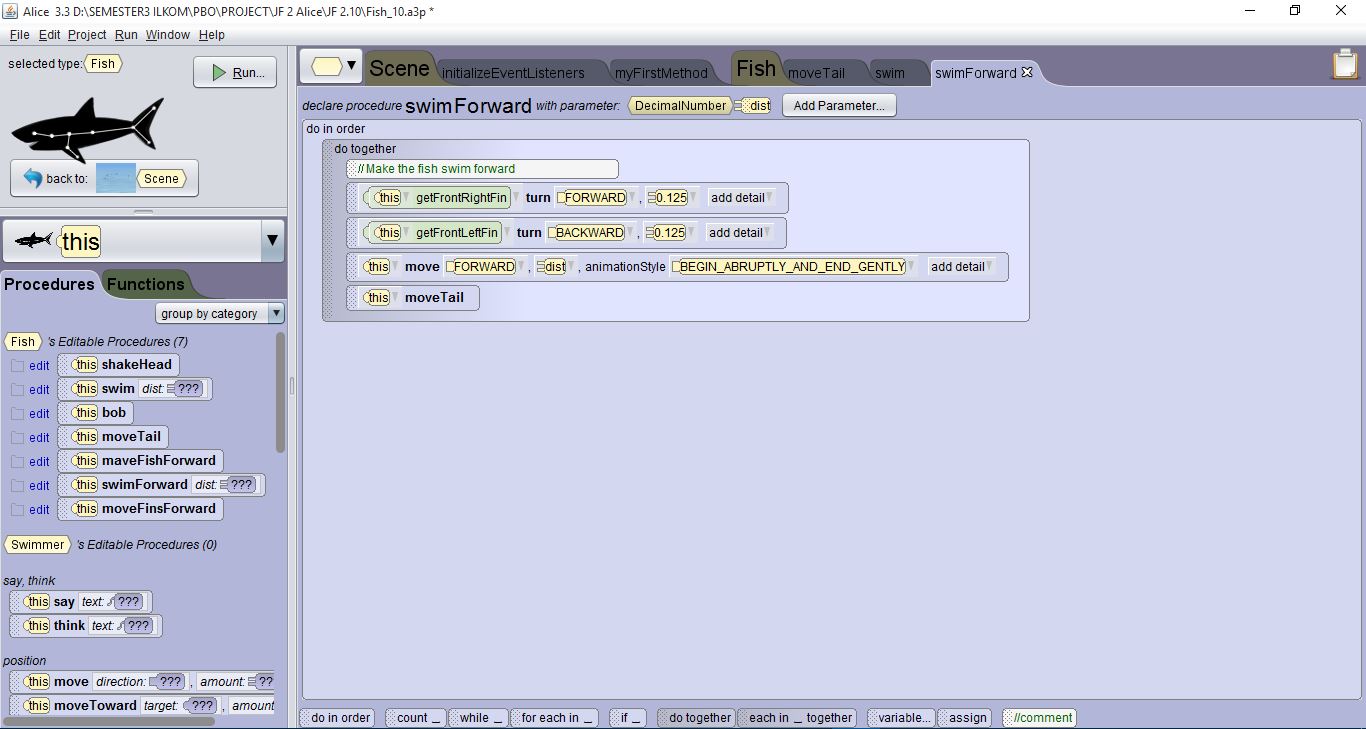 Alice 3.3 D:\SEMESTER3 ILKOM\PBO\PROJECT\JF 2 Alice\JF 2.10\Fish_10.a3p *
File Edit Project Run Window Help
selected type: Fish
Run...
back to: Scene
this
Procedures Functions
group by category
Fish 's Editable Procedures (7)
edit this shakeHead
edit this swim dist: ???
edit this bob
edit this moveTail
edit this maveFishForward
edit this swimForward dist: ???
edit this moveFinsForward
Swimmer 's Editable Procedures (0)
say, think
this say text: ???
this think text: ???
position
this move direction: ??? , amount: ??
this moveToward target: ??? , amount
Scene initializeEventListeners myFirstMethod Fish moveTail swim swimForward
declare procedure swimForward with parameter: DecimalNumber dist Add Parameter...
do in order
do together
//Make the fish swim forward
this getFrontRightFin turn FORWARD , 0.125 add detail
this getFrontLeftFin turn BACKWARD , 0.125 add detail
this move FORWARD , dist , animationStyle BEGIN_ABRUPTLY_AND_END_GENTLY add detail
this moveTail
do in order count _ while _ for each in _ if _ do together each in _ together variable... assign //comment